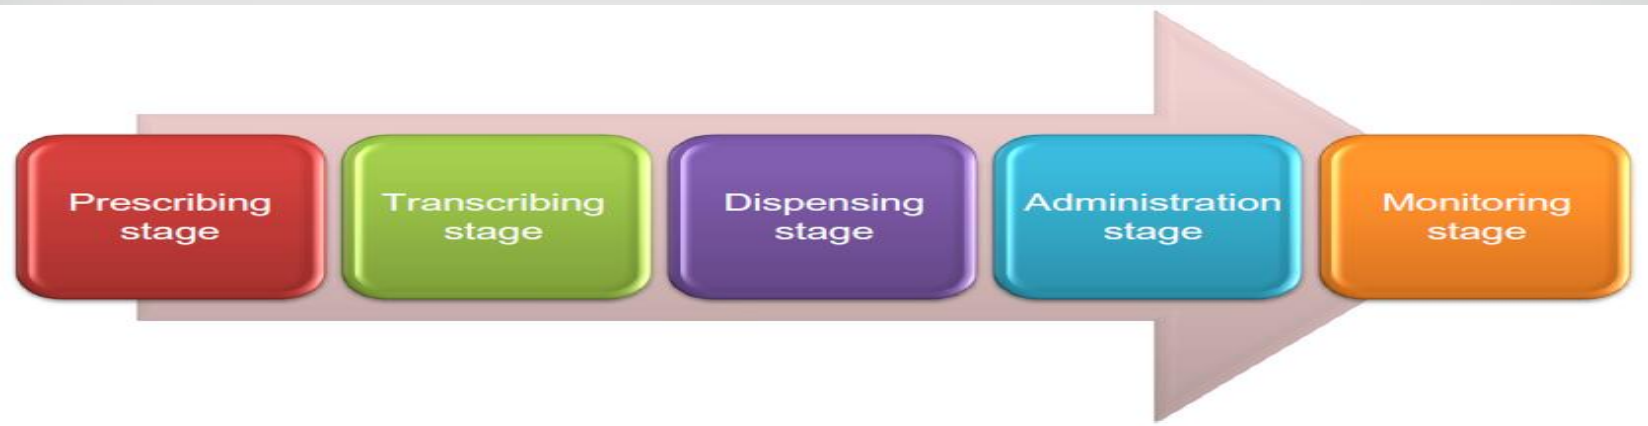 Prescribing
stage
Transcribing
stage
Dispensing
stage
Administration
stage
Monitoring
stage